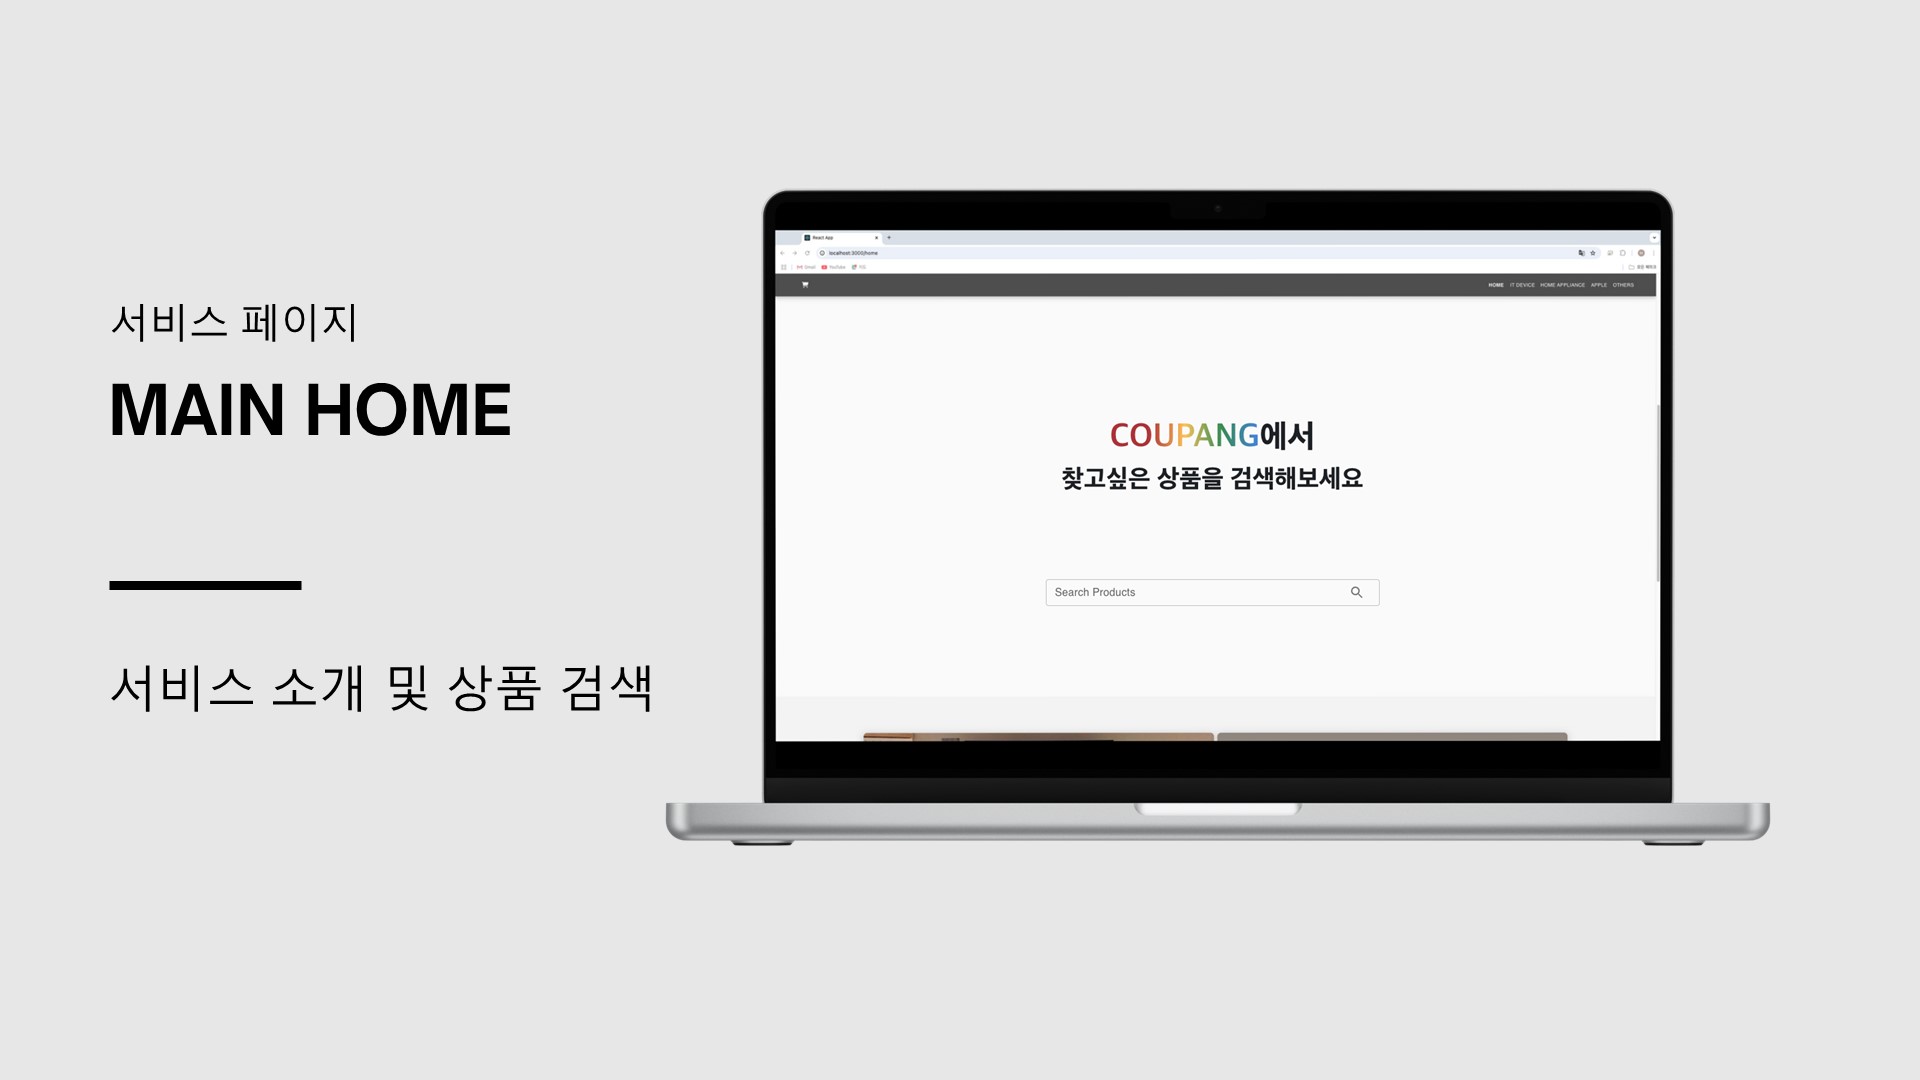 서비스 페이지
MAIN HOME
서비스 소개 및 상품 검색
React App
localhost:3000/home
Gmail YouTube 지도
HOME IT DEVICE HOME APPLIANCE APPLE OTHERS
COUPANG에서
찾고싶은 상품을 검색해보세요
Search Products